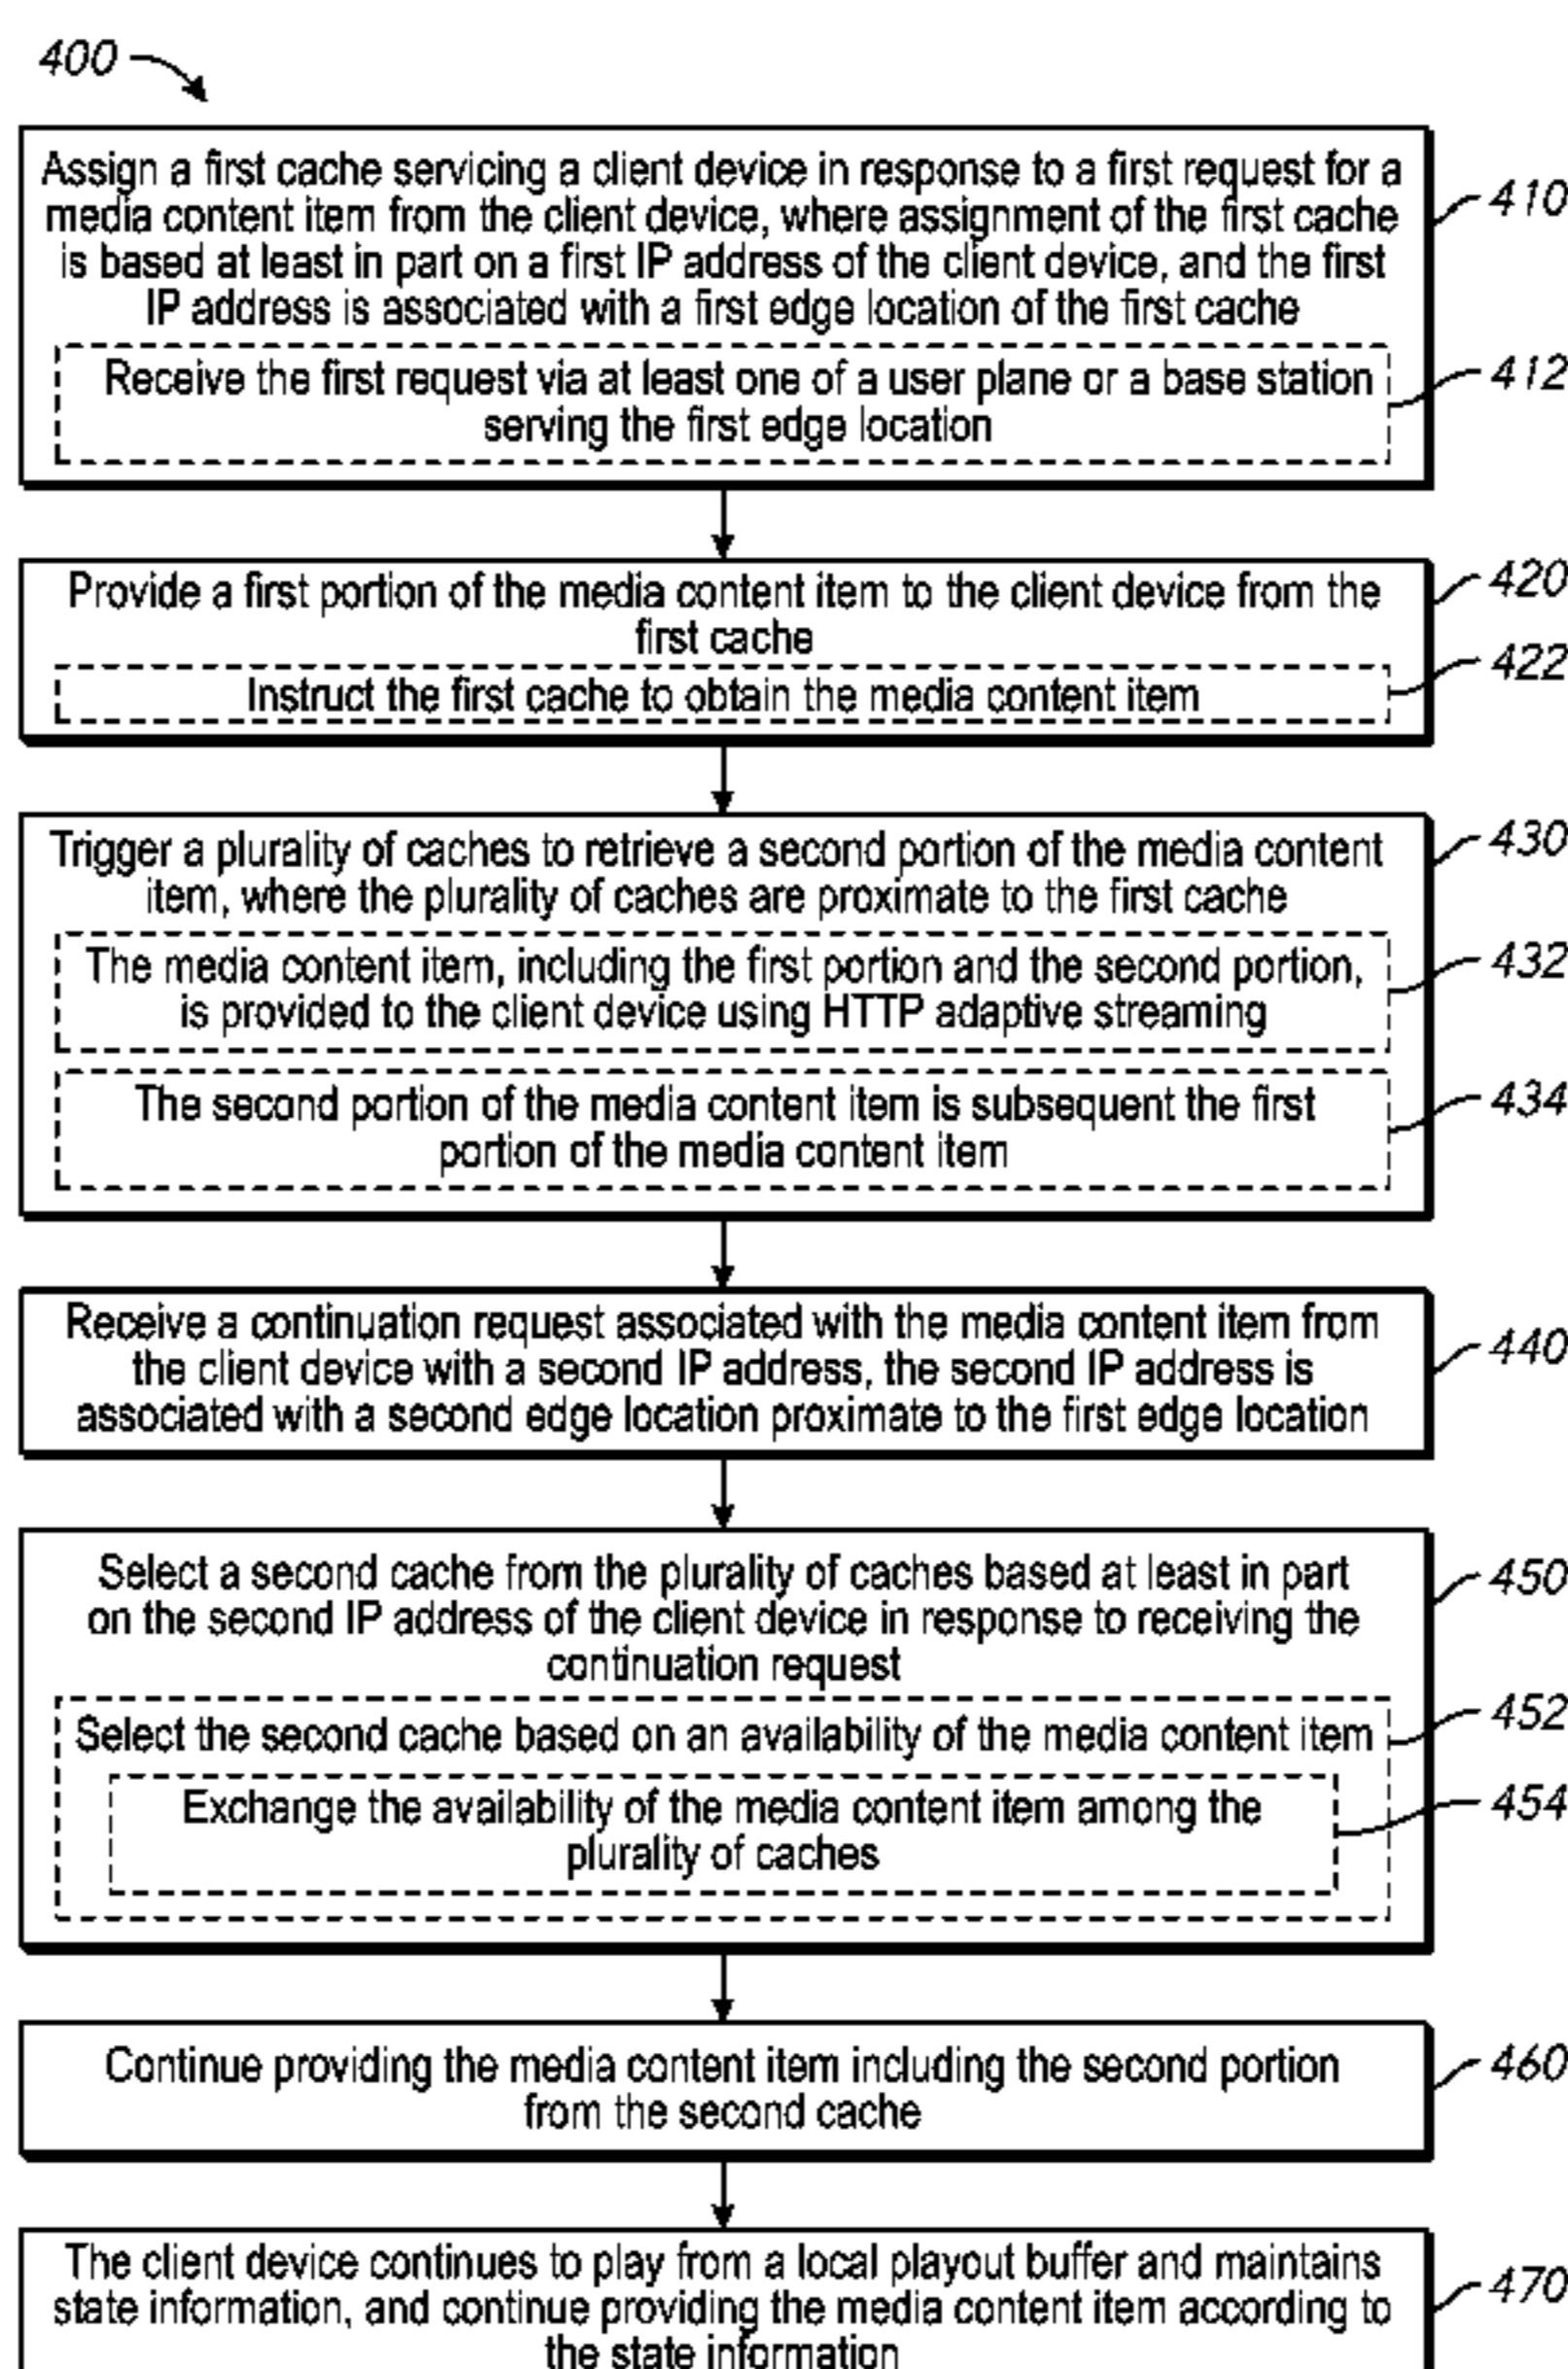 400
Assign a first cache servicing a client device in response to a first request for a
media content item from the client device, where assignment of the first cache
is based at least in part on a first IP address of the client device, and the first
IP address is associated with a first edge location of the first cache
410
Receive the first request via at least one of a user plane or a base station
serving the first edge location
412
Provide a first portion of the media content item to the client device from the
first cache
420
Instruct the first cache to obtain the media content item
422
Trigger a plurality of caches to retrieve a second portion of the media content
item, where the plurality of caches are proximate to the first cache
430
The media content item, including the first portion and the second portion,
is provided to the client device using HTTP adaptive streaming
432
The second portion of the media content item is subsequent the first
portion of the media content item
434
Receive a continuation request associated with the media content item from
the client device with a second IP address, the second IP address is
associated with a second edge location proximate to the first edge location
440
Select a second cache from the plurality of caches based at least in part
on the second IP address of the client device in response to receiving the
continuation request
450
Select the second cache based on an availability of the media content item
452
Exchange the availability of the media content item among the
plurality of caches
454
Continue providing the media content item including the second portion
from the second cache
460
The client device continues to play from a local playout buffer and maintains
state information, and continue providing the media content item according to
the state information
470